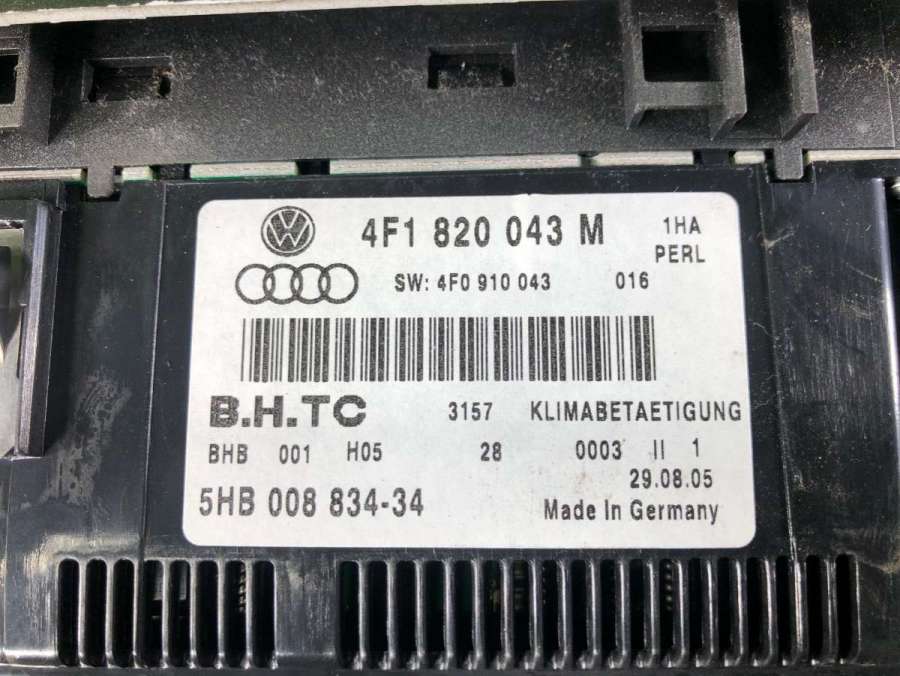 4F1 820 043 M 1HA
PERL
SW: 4F0 910 043 016
B.H.TC 3157 KLIMABETAETIGUNG
BHB 001 H05 28 0003 II 1
29.08.05
5HB 008 834-34 Made In Germany